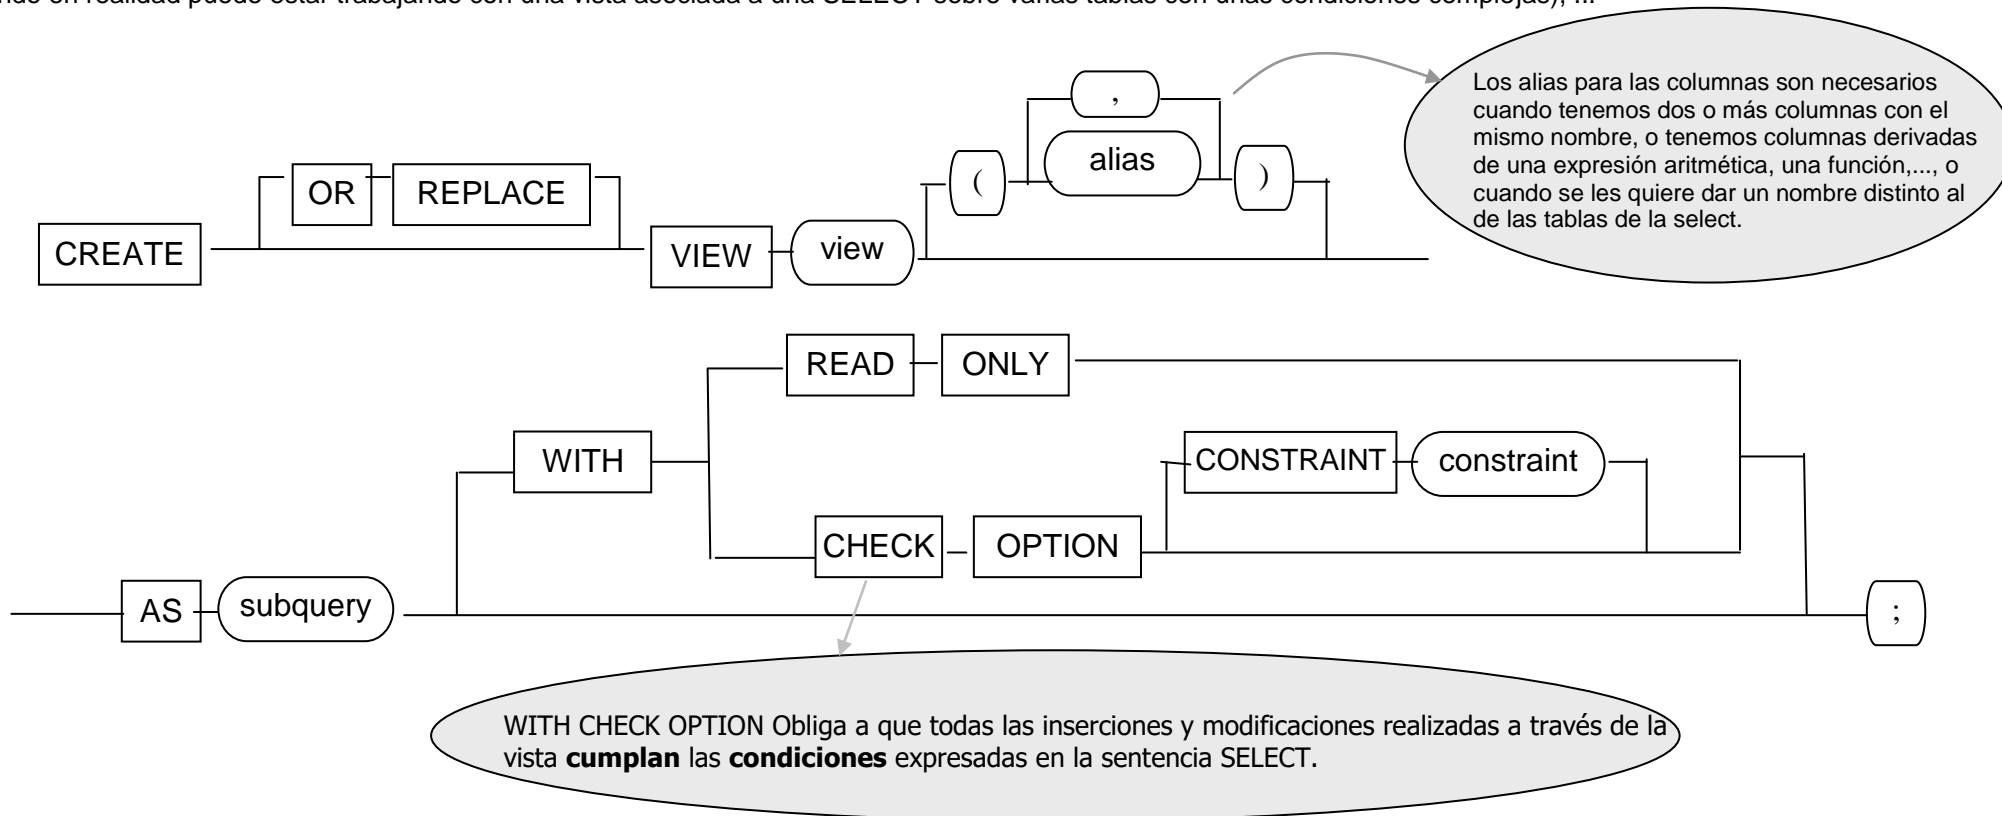 en realidad puede estar trabajando con una vista asociada a una SELECT sobre varias tablas con unas condiciones complejas), ...
Los alias para las columnas son necesarios
cuando tenemos dos o más columnas con el
mismo nombre, o tenemos columnas derivadas
de una expresión aritmética, una función,..., o
cuando se les quiere dar un nombre distinto al
de las tablas de la select.
,
OR REPLACE
( alias )
CREATE VIEW view
READ ONLY
WITH CONSTRAINT constraint
CHECK OPTION
AS subquery ;
WITH CHECK OPTION Obliga a que todas las inserciones y modificaciones realizadas a través de la
vista cumplan las condiciones expresadas en la sentencia SELECT.